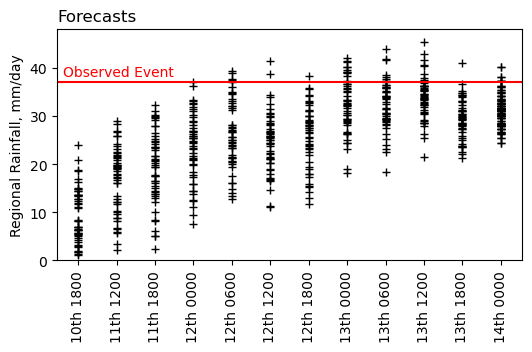 Forecasts
Regional Rainfall, mm/day
40
30
20
10
0
Observed Event
10th 1800
11th 1200
11th 1800
12th 0000
12th 0600
12th 1200
12th 1800
13th 0000
13th 0600
13th 1200
13th 1800
14th 0000